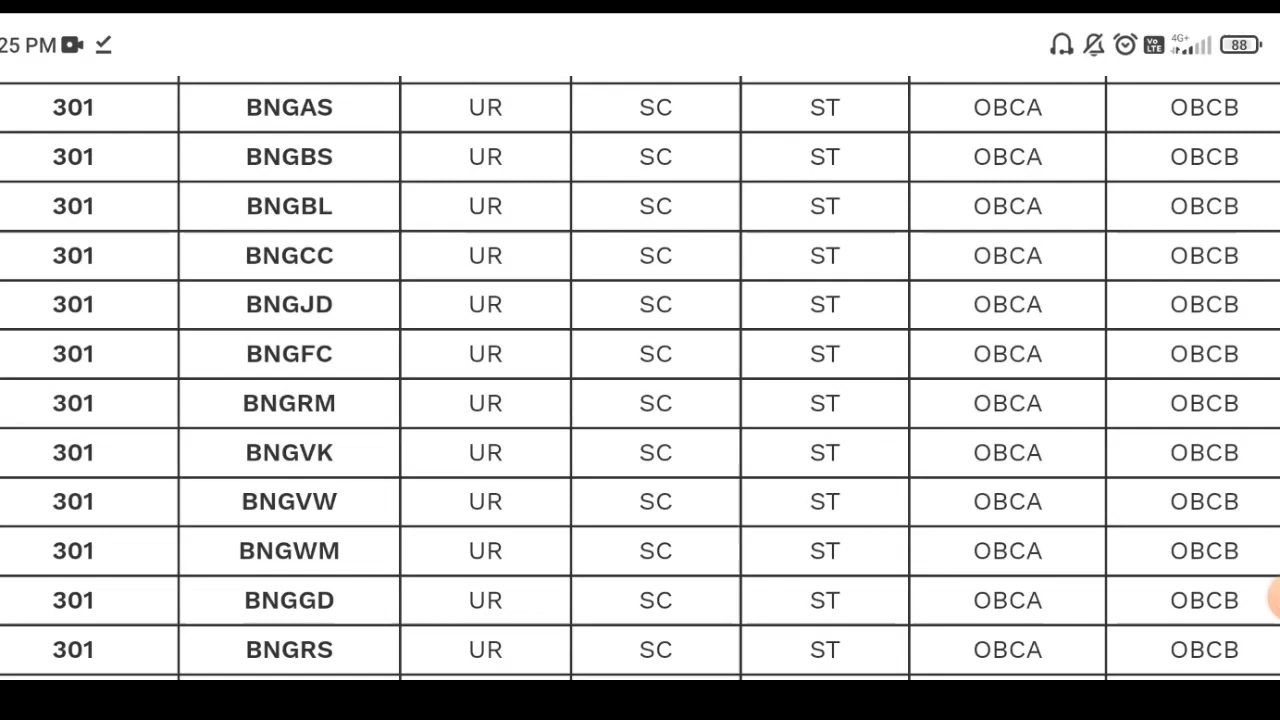 25 PM 4G+ Vo LTE 88
301 BNGAS UR SC ST OBCA OBCB
301 BNGBS UR SC ST OBCA OBCB
301 BNGBL UR SC ST OBCA OBCB
301 BNGCC UR SC ST OBCA OBCB
301 BNGJD UR SC ST OBCA OBCB
301 BNGFC UR SC ST OBCA OBCB
301 BNGRM UR SC ST OBCA OBCB
301 BNGVK UR SC ST OBCA OBCB
301 BNGVW UR SC ST OBCA OBCB
301 BNGWM UR SC ST OBCA OBCB
301 BNGGD UR SC ST OBCA OBCB
301 BNGRS UR SC ST OBCA OBCB